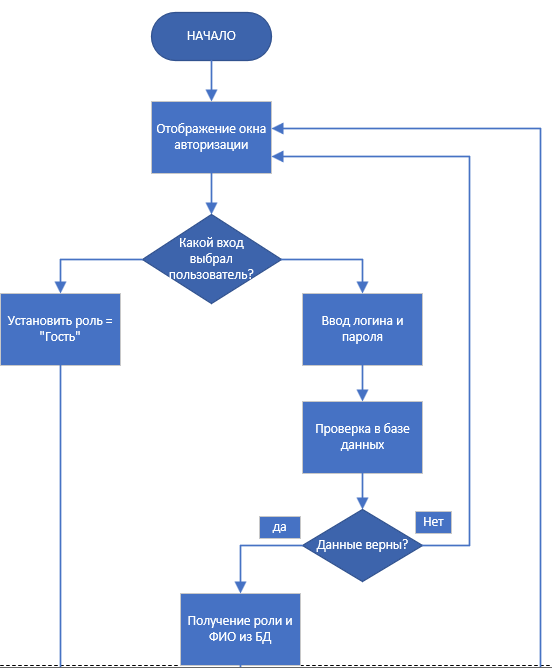 НАЧАЛО
Отображение окна
авторизации
Какой вход
выбрал
пользователь?
Установить роль =
"Гость"
Ввод логина и
пароля
Проверка в базе
данных
да
Нет
Данные верны?
Получение роли и
ФИО из БД